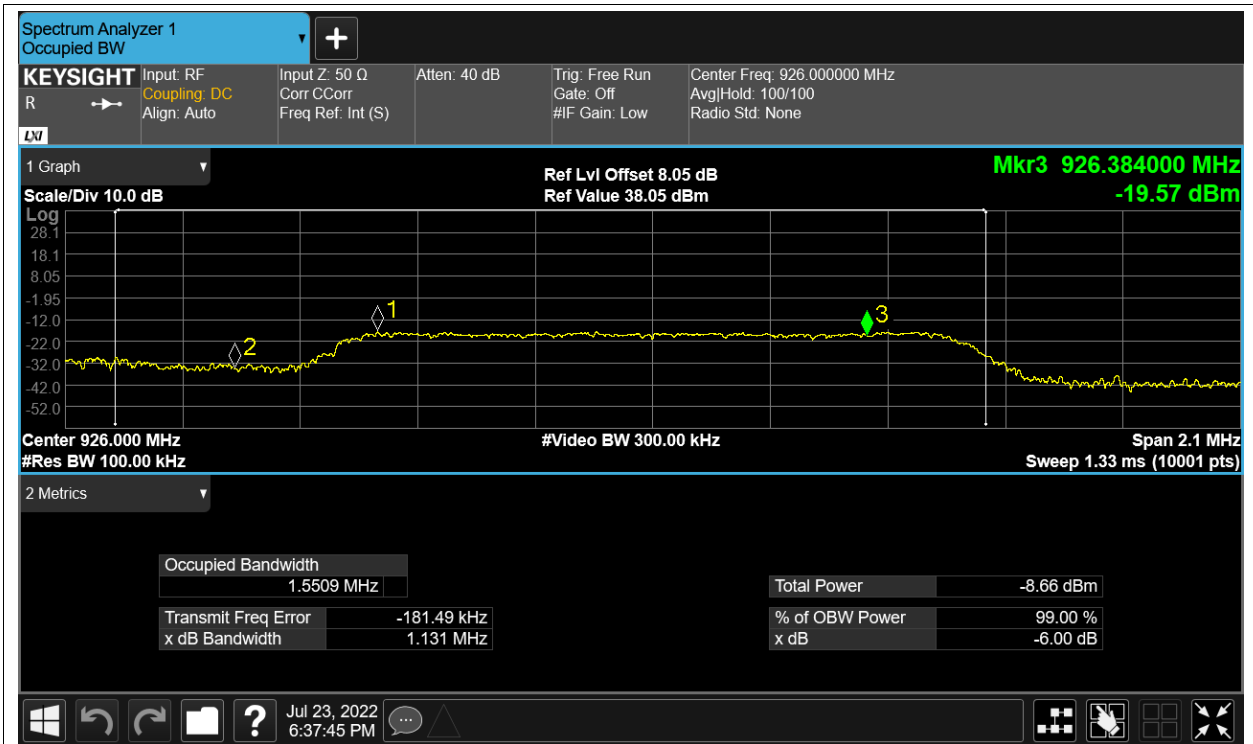 Spectrum Analyzer 1
Occupied BW
KEYSIGHT
R
LXI
Input: RF
Coupling: DC
Align: Auto
Input Z: 50 Ω
Corr CCorr
Freq Ref: Int (S)
Atten: 40 dB
Trig: Free Run
Gate: Off
#IF Gain: Low
Center Freq: 926.000000 MHz
Avg|Hold: 100/100
Radio Std: None
1 Graph
Scale/Div 10.0 dB
Ref Lvl Offset 8.05 dB
Ref Value 38.05 dBm
Mkr3 926.384000 MHz
-19.57 dBm
Log
28.1
18.1
8.05
-1.95
-12.0
-22.0
-32.0
-42.0
-52.0
1
2
3
Center 926.000 MHz
#Video BW 300.00 kHz
Span 2.1 MHz
#Res BW 100.00 kHz
Sweep 1.33 ms (10001 pts)
2 Metrics
Occupied Bandwidth
1.5509 MHz
Transmit Freq Error -181.49 kHz
x dB Bandwidth 1.131 MHz
Total Power -8.66 dBm
% of OBW Power 99.00 %
x dB -6.00 dB
?
Jul 23, 2022
6:37:45 PM